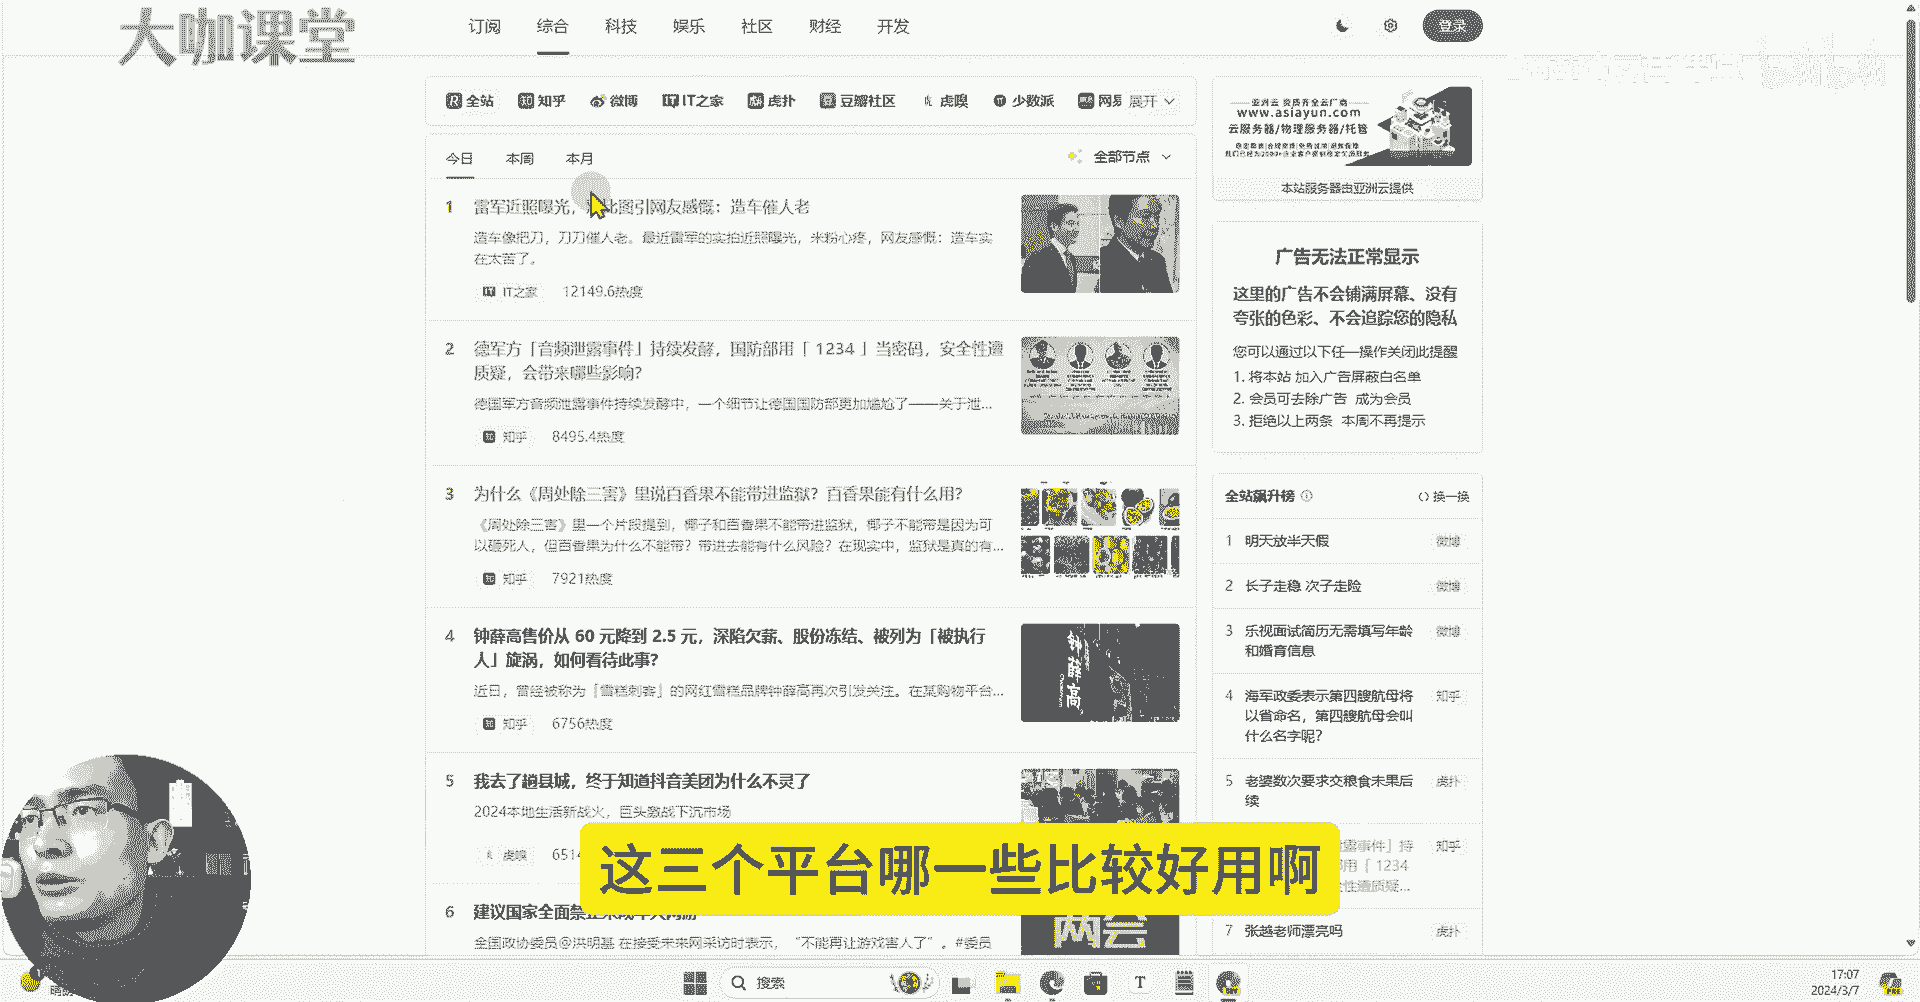 大咖课堂
订阅 综合 科技 娱乐 社区 财经 开发
登录
全站 知乎 微博 IT之家 虎扑 豆瓣社区 虎嗅 少数派 网易 展开
今日 本周 本月
全部节点
1 雷军近照曝光，对比图引网友感慨：造车催人老
造车像把刀，刀刀催人老。最近雷军的实拍近照曝光，米粉心疼，网友感慨：造车实
在太苦了。
IT之家 12149.6热度
2 德军方「音频泄露事件」持续发酵，国防部用「 1234 」当密码，安全性遭
质疑，会带来哪些影响？
德国军方音频泄露事件持续发酵中，一个细节让德国国防部更加尴尬了——关于泄...
知乎 8495.4热度
3 为什么《周处除三害》里说百香果不能带进监狱？百香果能有什么用？
《周处除三害》里一个片段提到，椰子和百香果不能带进监狱，椰子不能带是因为可
以砸死人，但百香果为什么不能带？带进去能有什么风险？在现实中，监狱是真的有...
知乎 7921热度
4 钟薛高售价从 60 元降到 2.5 元，深陷欠薪、股份冻结、被列为「被执行
人」旋涡，如何看待此事？
近日，曾经被称为「雪糕刺客」的网红雪糕品牌钟薛高再次引发关注。在某购物平台...
钟薛高
知乎 6756热度
5 我去了趟县城，终于知道抖音美团为什么不灵了
2024本地生活新战火，巨头激战下沉市场
虎嗅 6514
6 建议国家全面禁止未成年人网游
全国政协委员@洪明基 在接受未来网采访时表示，“不能再让游戏害人了”。#委员
两会
亚洲云 资质齐全云厂商
www.asiayun.com
云服务器/物理服务器/托管
本站服务器由亚洲云提供
广告无法正常显示
这里的广告不会铺满屏幕、没有
夸张的色彩、不会追踪您的隐私
您可以通过以下任一操作关闭此提醒
1. 将本站 加入广告屏蔽白名单
2. 会员可去除广告 成为会员
3. 拒绝以上两条 本周不再提示
全站飙升榜 换一换
1 明天放半天假 微博
2 长子走稳 次子走险 微博
3 乐视面试简历无需填写年龄 微博
和婚育信息
4 海军政委表示第四艘航母将 知乎
以省命名，第四艘航母会叫
什么名字呢？
5 老婆数次要求交粮食未果后 虎扑
续
露事件」持 知乎
用「 1234
全性遭质疑...
7 张越老师漂亮吗 虎扑
这三个平台哪一些比较好用啊
搜索
17:07
2024/3/7